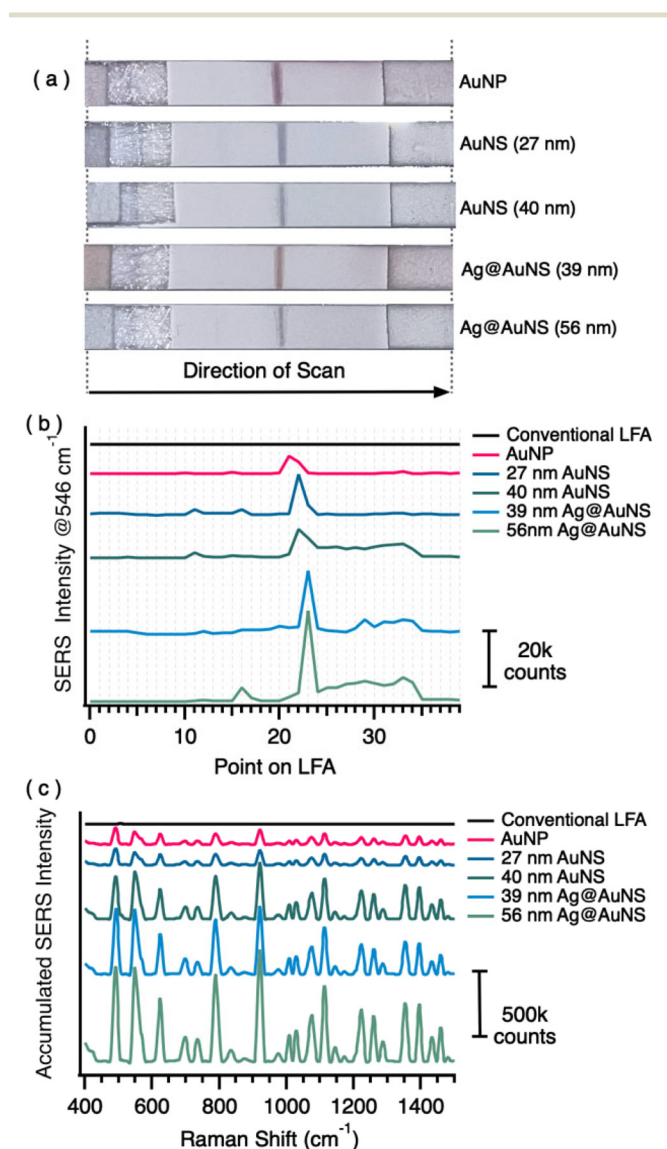 (a)
AuNP
AuNS (27 nm)
AuNS (40 nm)
Ag@AuNS (39 nm)
Ag@AuNS (56 nm)
Direction of Scan
(b)
SERS Intensity @546 cm⁻¹
Conventional LFA
AuNP
27 nm AuNS
40 nm AuNS
39 nm Ag@AuNS
56nm Ag@AuNS
20k
counts
0 10 20 30
Point on LFA
(c)
Accumulated SERS Intensity
Conventional LFA
AuNP
27 nm AuNS
40 nm AuNS
39 nm Ag@AuNS
56 nm Ag@AuNS
500k
counts
400 600 800 1000 1200 1400
Raman Shift (cm⁻¹)